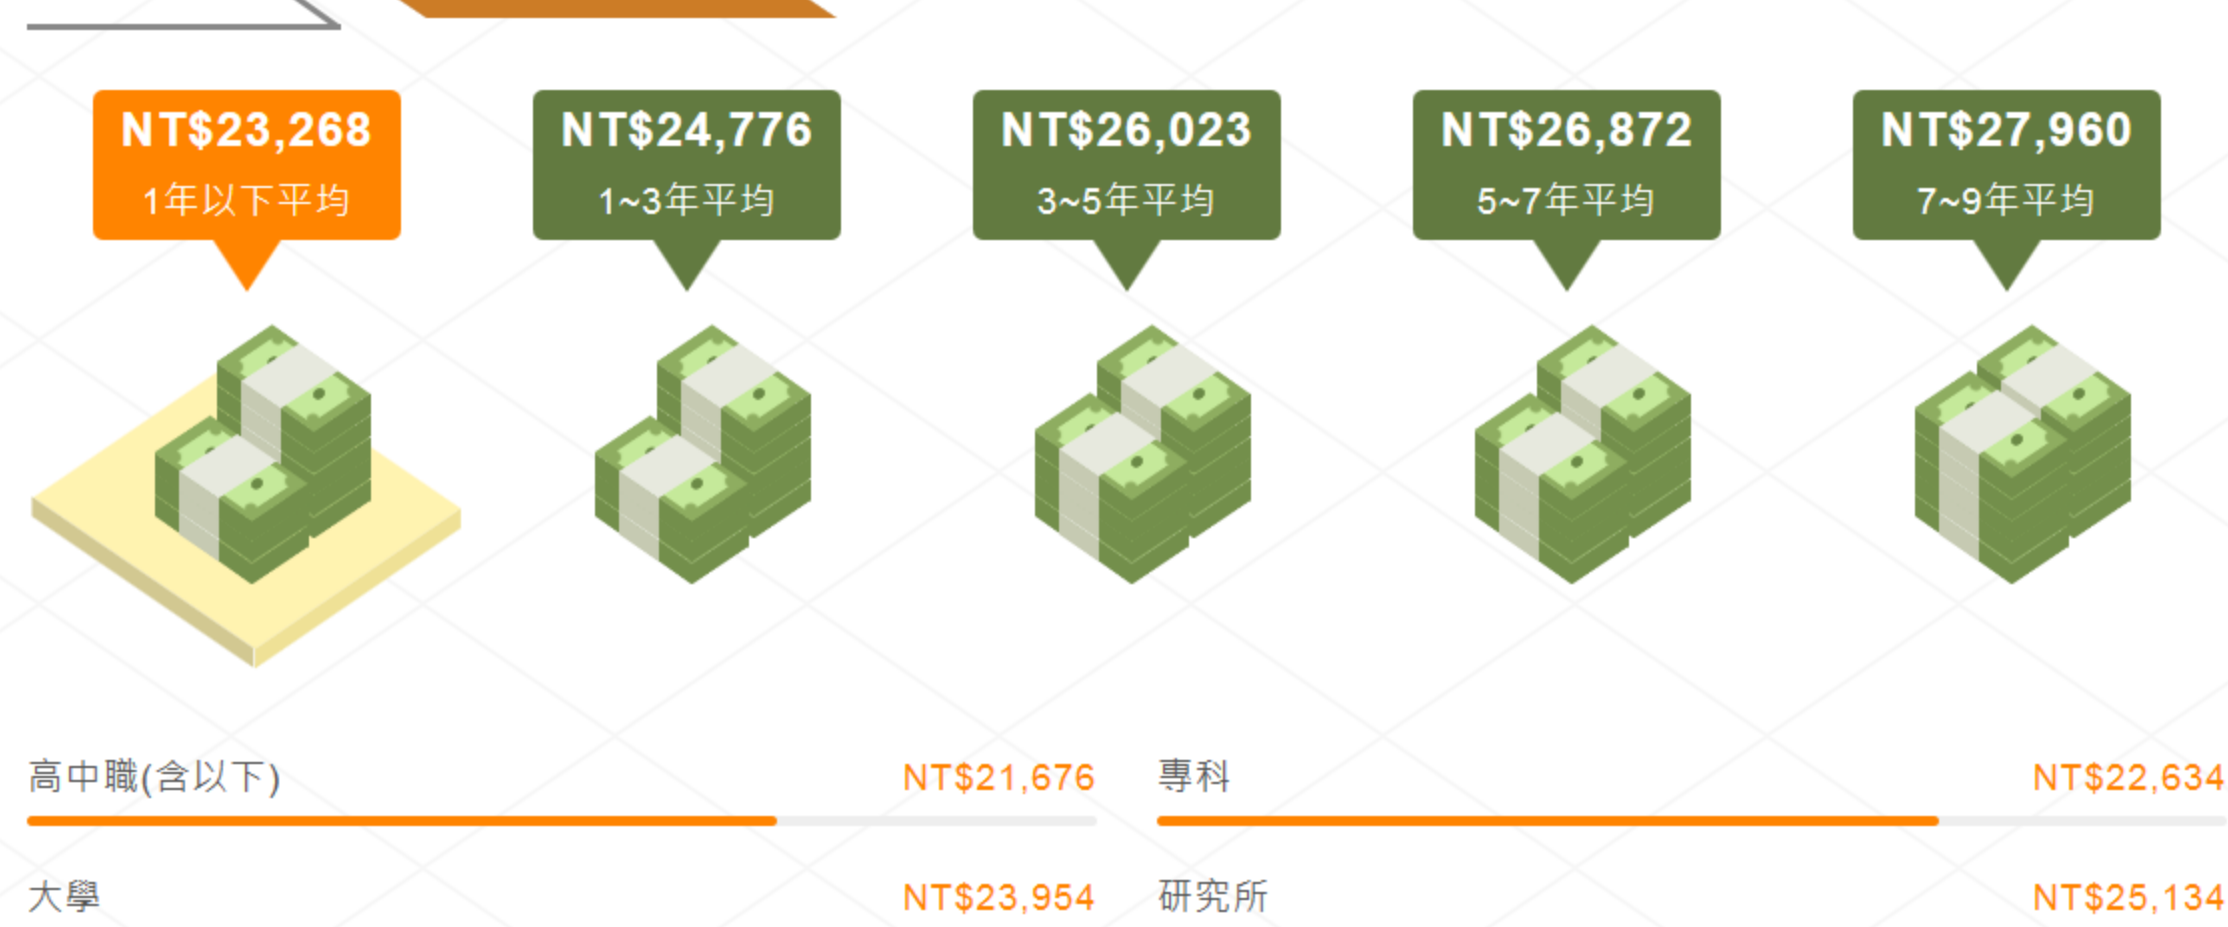 NT$23,268
1年以下平均
NT$24,776
1~3年平均
NT$26,023
3~5年平均
NT$26,872
5~7年平均
NT$27,960
7~9年平均
高中職(含以下)
NT$21,676
專科
NT$22,634
大學
NT$23,954
研究所
NT$25,134